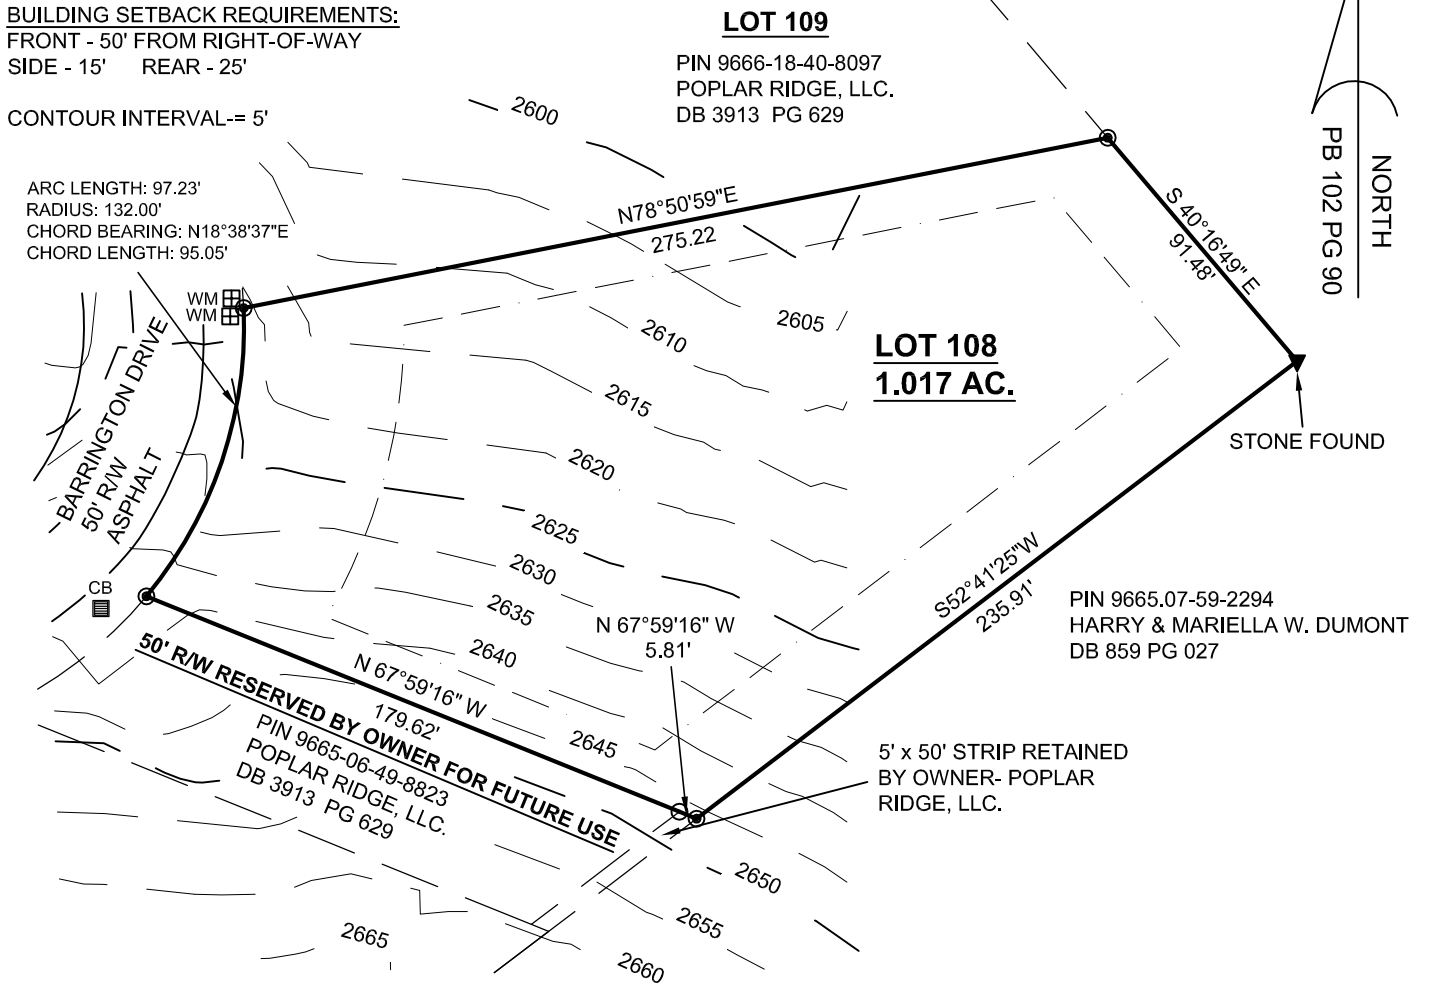 BUILDING SETBACK REQUIREMENTS:
FRONT - 50' FROM RIGHT-OF-WAY
SIDE - 15' REAR - 25'
CONTOUR INTERVAL-= 5'
LOT 109
PIN 9666-18-40-8097
POPLAR RIDGE, LLC.
DB 3913 PG 629
NORTH
PB 102 PG 90
ARC LENGTH: 97.23'
RADIUS: 132.00'
CHORD BEARING: N18°38'37"E
CHORD LENGTH: 95.05'
2600
N78°50'59"E
275.22
S 40°16'49" E
91.48'
WM
WM
2605
2610
2615
2620
2625
2630
2635
2640
2645
LOT 108
1.017 AC.
STONE FOUND
BARRINGTON DRIVE
50' R/W
ASPHALT
CB
N 67°59'16" W
5.81'
S52°41'25"W
235.91'
PIN 9665.07-59-2294
HARRY & MARIELLA W. DUMONT
DB 859 PG 027
N 67°59'16" W
179.62'
50' R/W RESERVED BY OWNER FOR FUTURE USE
PIN 9665-06-49-8823
POPLAR RIDGE, LLC.
DB 3913 PG 629
5' x 50' STRIP RETAINED
BY OWNER- POPLAR
RIDGE, LLC.
2650
2655
2660
2665